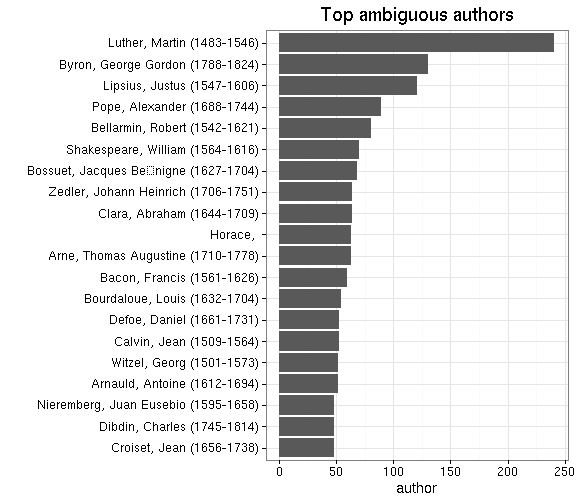 Top ambiguous authors
Luther, Martin (1483-1546)
Byron, George Gordon (1788-1824)
Lipsius, Justus (1547-1606)
Pope, Alexander (1688-1744)
Bellarmin, Robert (1542-1621)
Shakespeare, William (1564-1616)
Bossuet, Jacques Be□nigne (1627-1704)
Zedler, Johann Heinrich (1706-1751)
Clara, Abraham (1644-1709)
Horace,
Arne, Thomas Augustine (1710-1778)
Bacon, Francis (1561-1626)
Bourdaloue, Louis (1632-1704)
Defoe, Daniel (1661-1731)
Calvin, Jean (1509-1564)
Witzel, Georg (1501-1573)
Arnauld, Antoine (1612-1694)
Nieremberg, Juan Eusebio (1595-1658)
Dibdin, Charles (1745-1814)
Croiset, Jean (1656-1738)
0 50 100 150 200 250
author